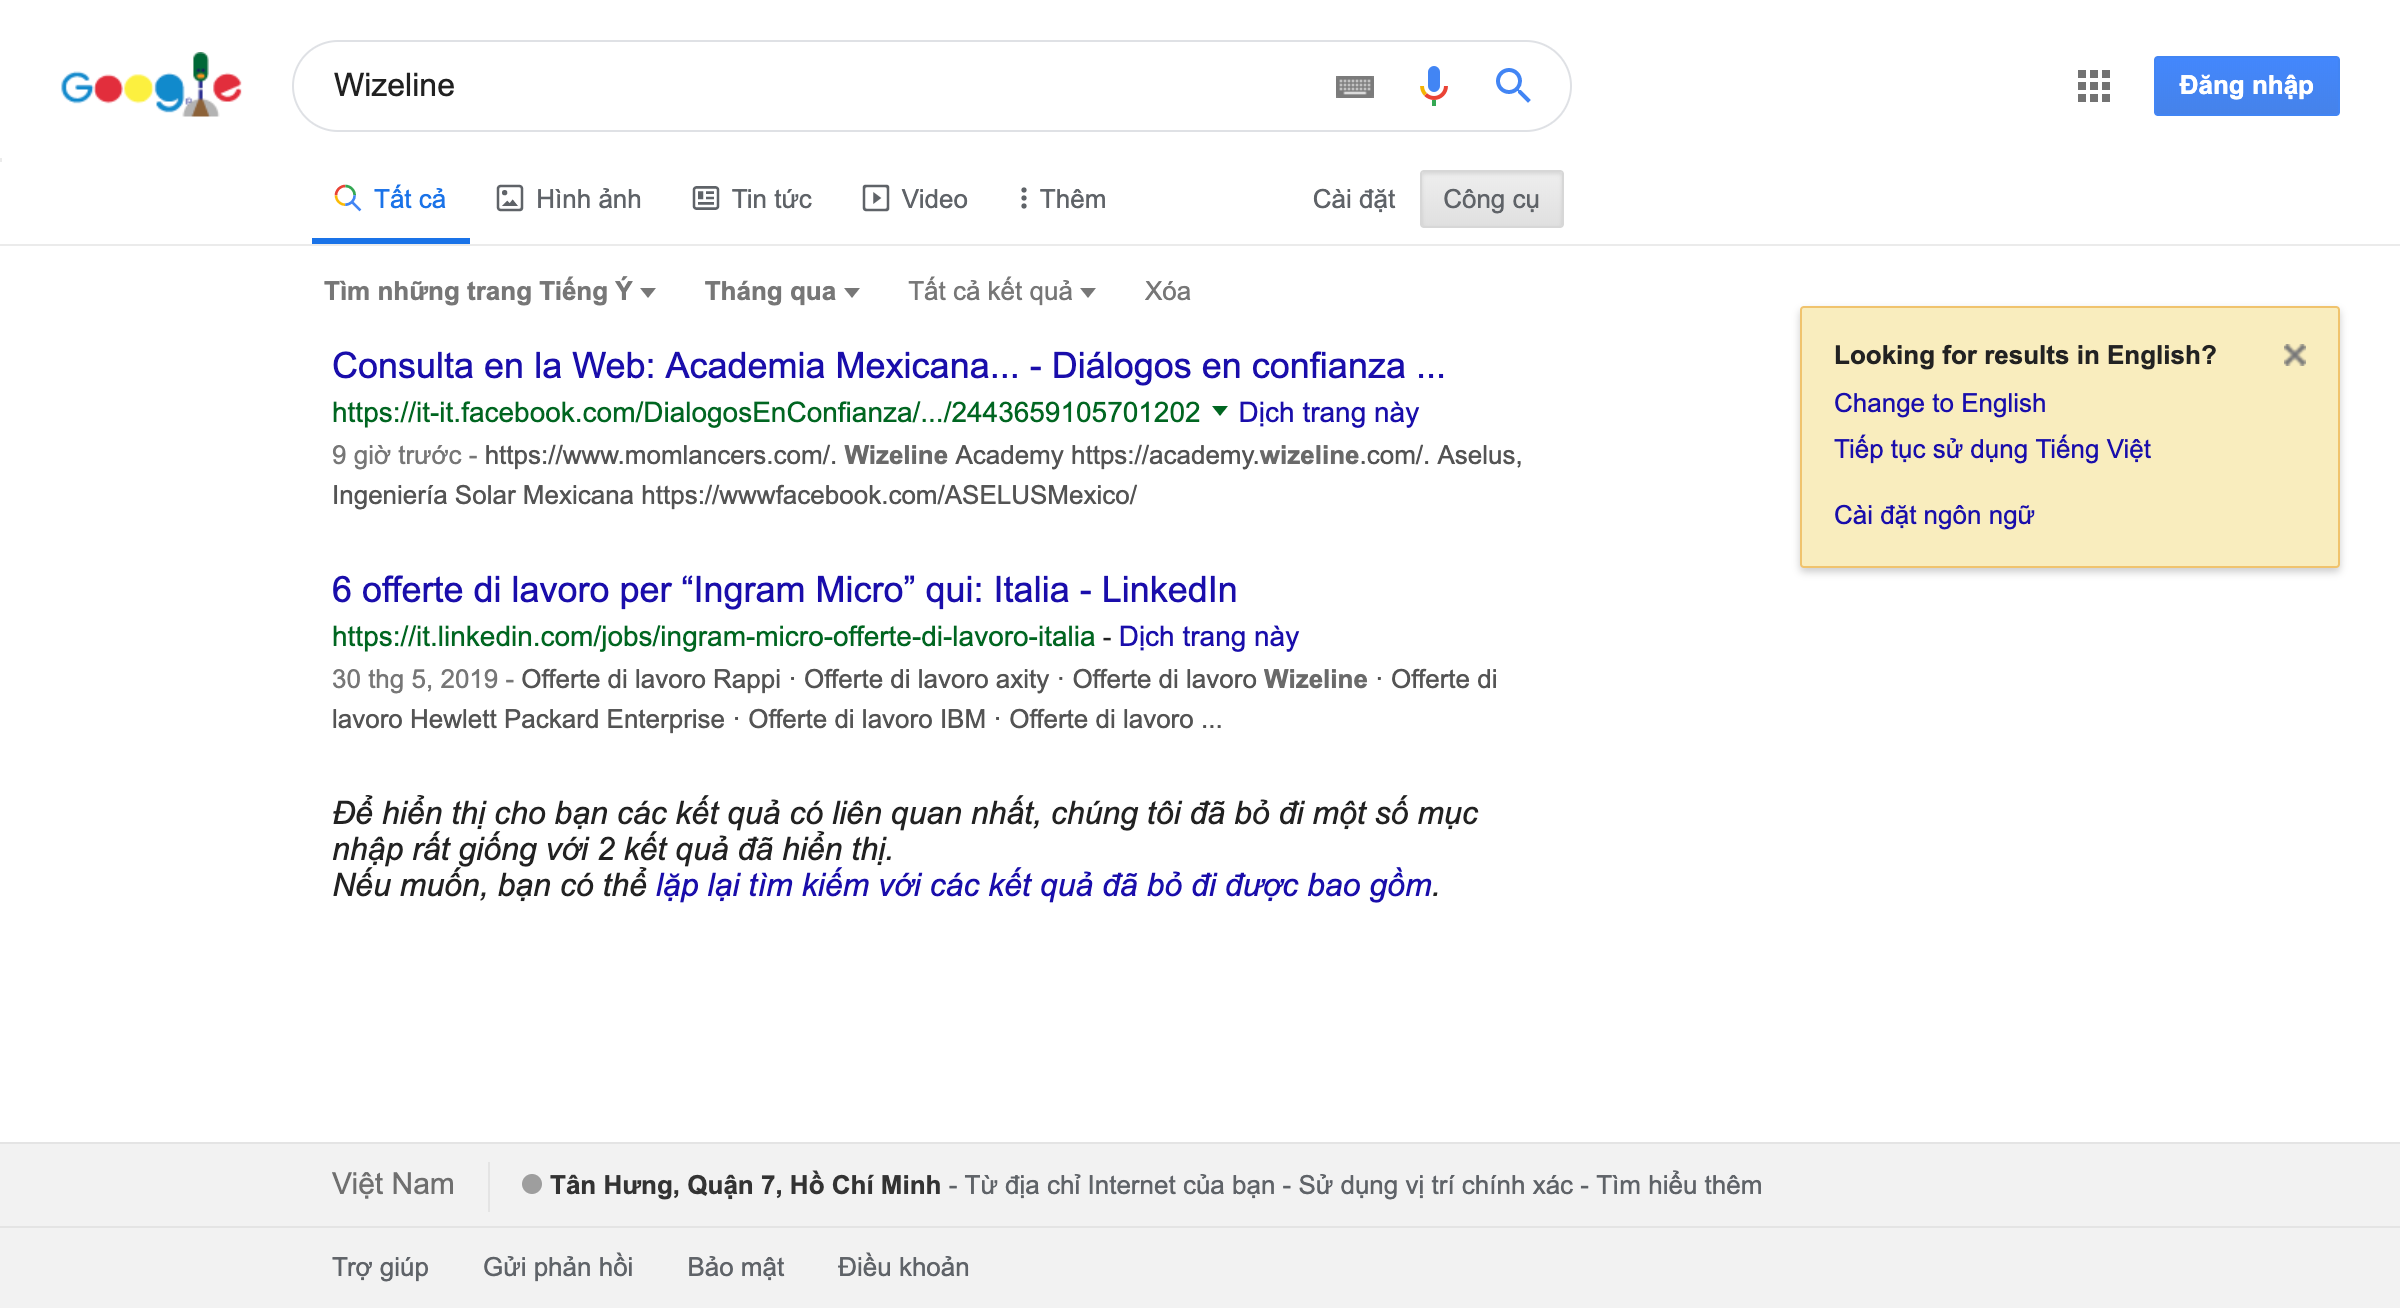 Google
Wizeline
Đăng nhập
Tất cả
Hình ảnh
Tin tức
Video
Thêm
Cài đặt
Công cụ
Tìm những trang Tiếng Ý
Tháng qua
Tất cả kết quả
Xóa
Consulta en la Web: Academia Mexicana... - Diálogos en confianza ...
https://it-it.facebook.com/DialogosEnConfianza/.../2443659105701202 Dịch trang này
9 giờ trước - https://www.momlancers.com/. Wizeline Academy https://academy.wizeline.com/. Aselus,
Ingeniería Solar Mexicana https://wwwfacebook.com/ASELUSMexico/
6 offerte di lavoro per “Ingram Micro” qui: Italia - LinkedIn
https://it.linkedin.com/jobs/ingram-micro-offerte-di-lavoro-italia - Dịch trang này
30 thg 5, 2019 - Offerte di lavoro Rappi · Offerte di lavoro axity · Offerte di lavoro Wizeline · Offerte di
lavoro Hewlett Packard Enterprise · Offerte di lavoro IBM · Offerte di lavoro ...
Để hiển thị cho bạn các kết quả có liên quan nhất, chúng tôi đã bỏ đi một số mục
nhập rất giống với 2 kết quả đã hiển thị.
Nếu muốn, bạn có thể lặp lại tìm kiếm với các kết quả đã bỏ đi được bao gồm.
Looking for results in English?
Change to English
Tiếp tục sử dụng Tiếng Việt
Cài đặt ngôn ngữ
Việt Nam
Tân Hưng, Quận 7, Hồ Chí Minh - Từ địa chỉ Internet của bạn - Sử dụng vị trí chính xác - Tìm hiểu thêm
Trợ giúp
Gửi phản hồi
Bảo mật
Điều khoản